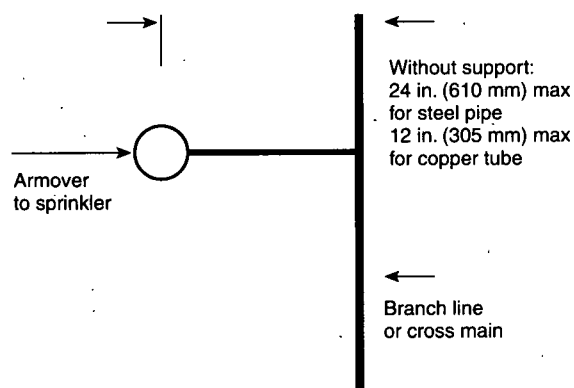 Without support:
24 in. (610 mm) max
for steel pipe
12 in. (305 mm) max
for copper tube
Armover
to sprinkler
Branch line
or cross main